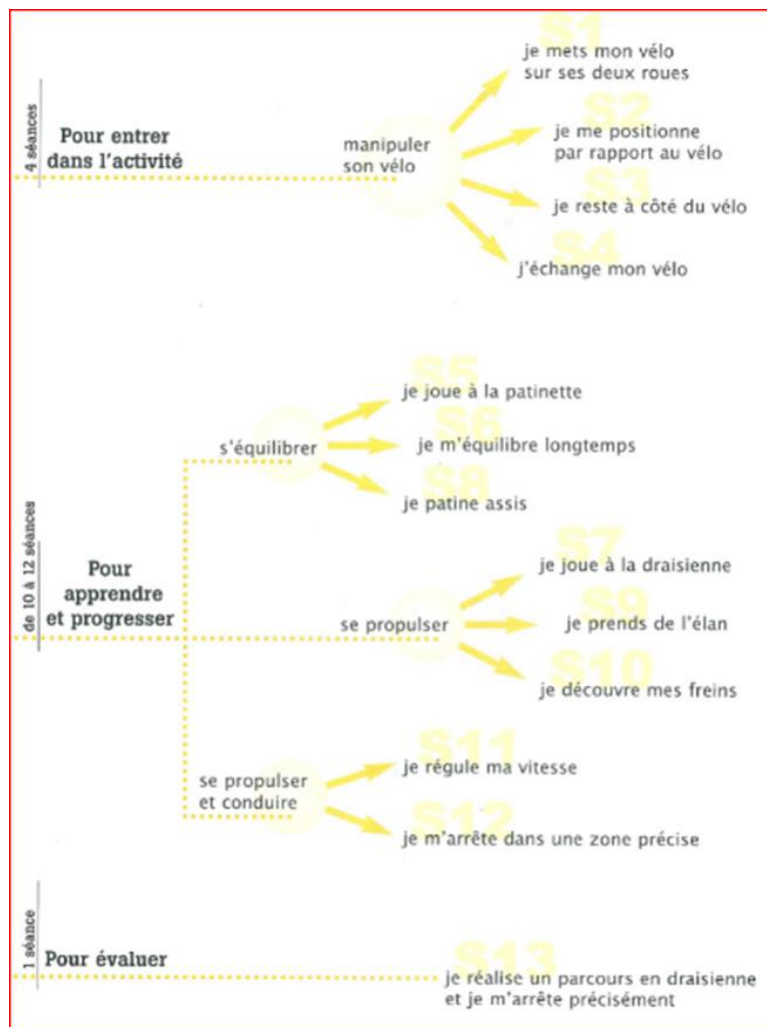 S1
je mets mon vélo
sur ses deux roues
4 séances
Pour entrer
dans l'activité
manipuler
son vélo
S2
je me positionne
par rapport au vélo
S3
je reste à côté du vélo
S4
j'échange mon vélo
de 10 à 12 séances
Pour
apprendre
et progresser
s'équilibrer
S5
je joue à la patinette
S6
je m'équilibre longtemps
S8
je patine assis
se propulser
S7
je joue à la draisienne
S9
je prends de l'élan
S10
je découvre mes freins
se propulser
et conduire
S11
je régule ma vitesse
S12
je m'arrête dans une zone précise
1 séance
Pour évaluer
S13
je réalise un parcours en draisienne
et je m'arrête précisément